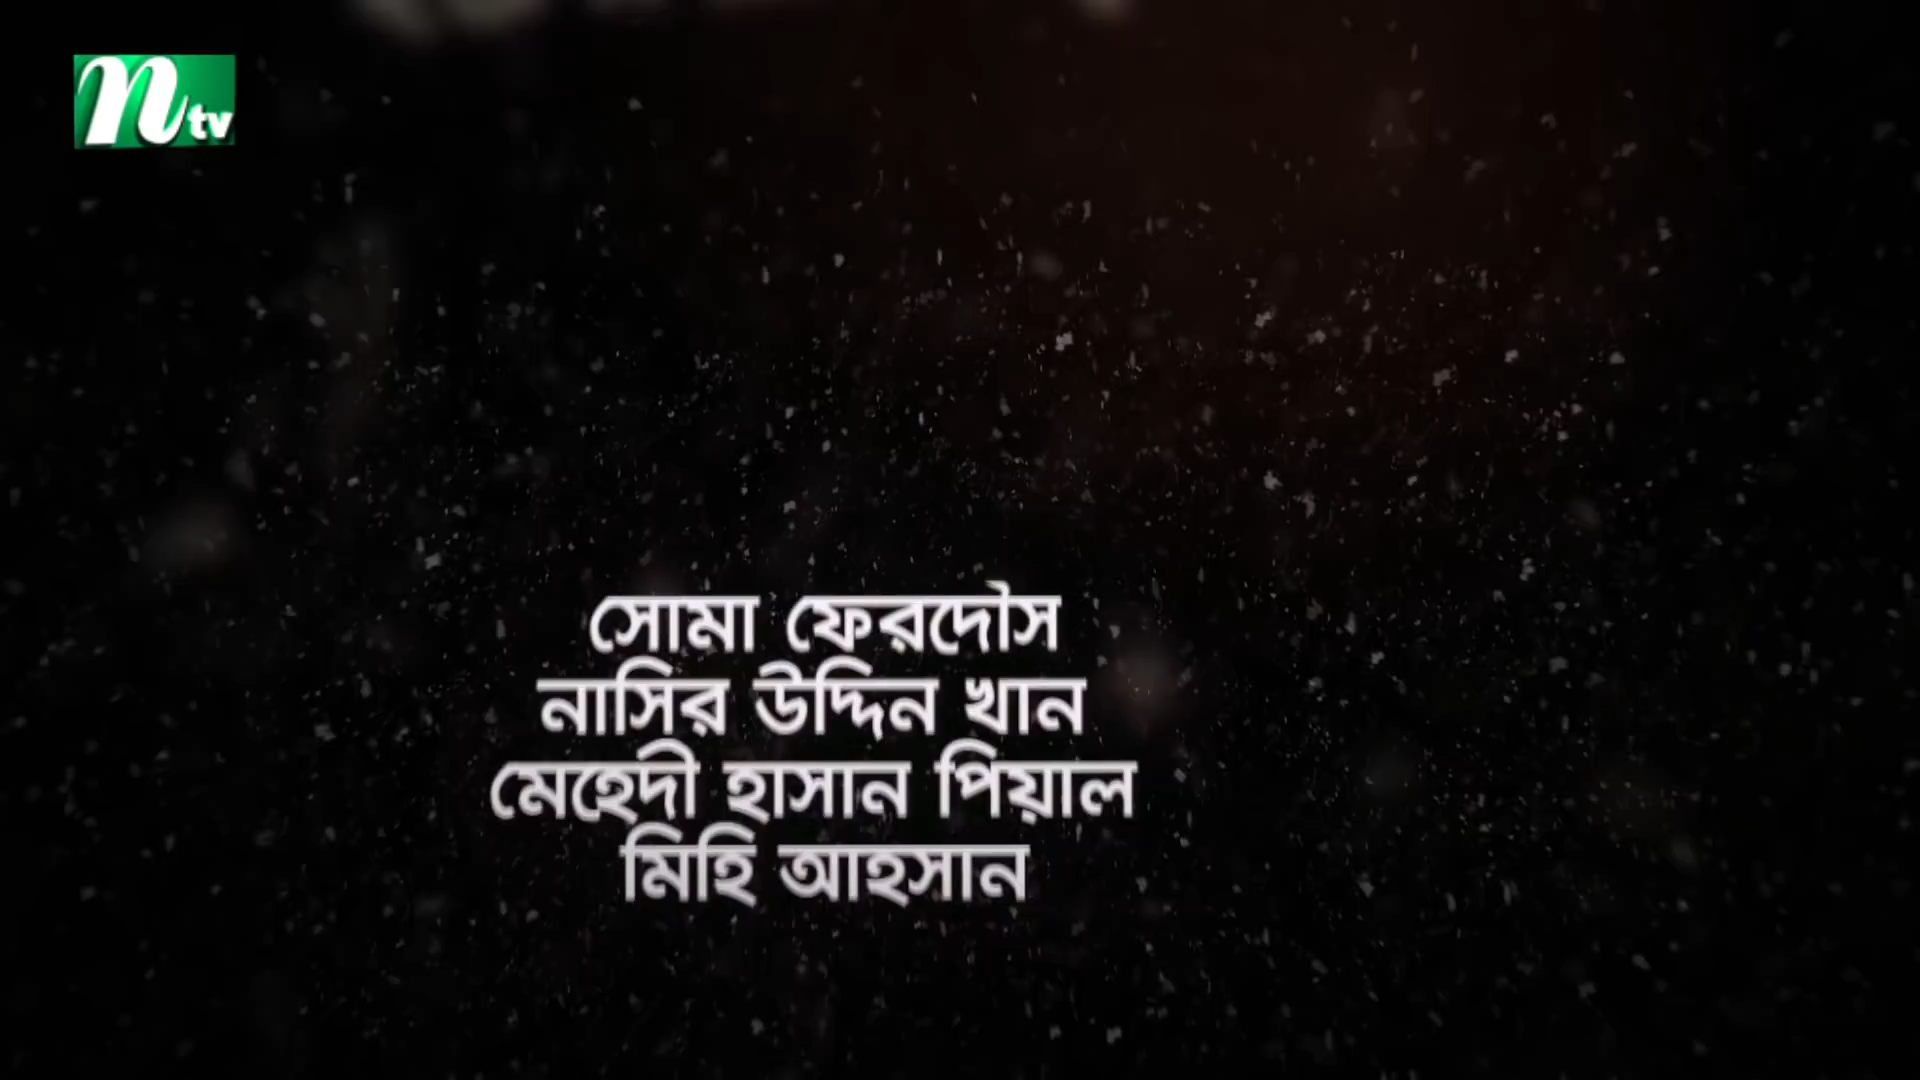 ntv
সোমা ফেরদৌস
নাসির উদ্দিন খান
মেহেদী হাসান পিয়াল
মিহি আহসান